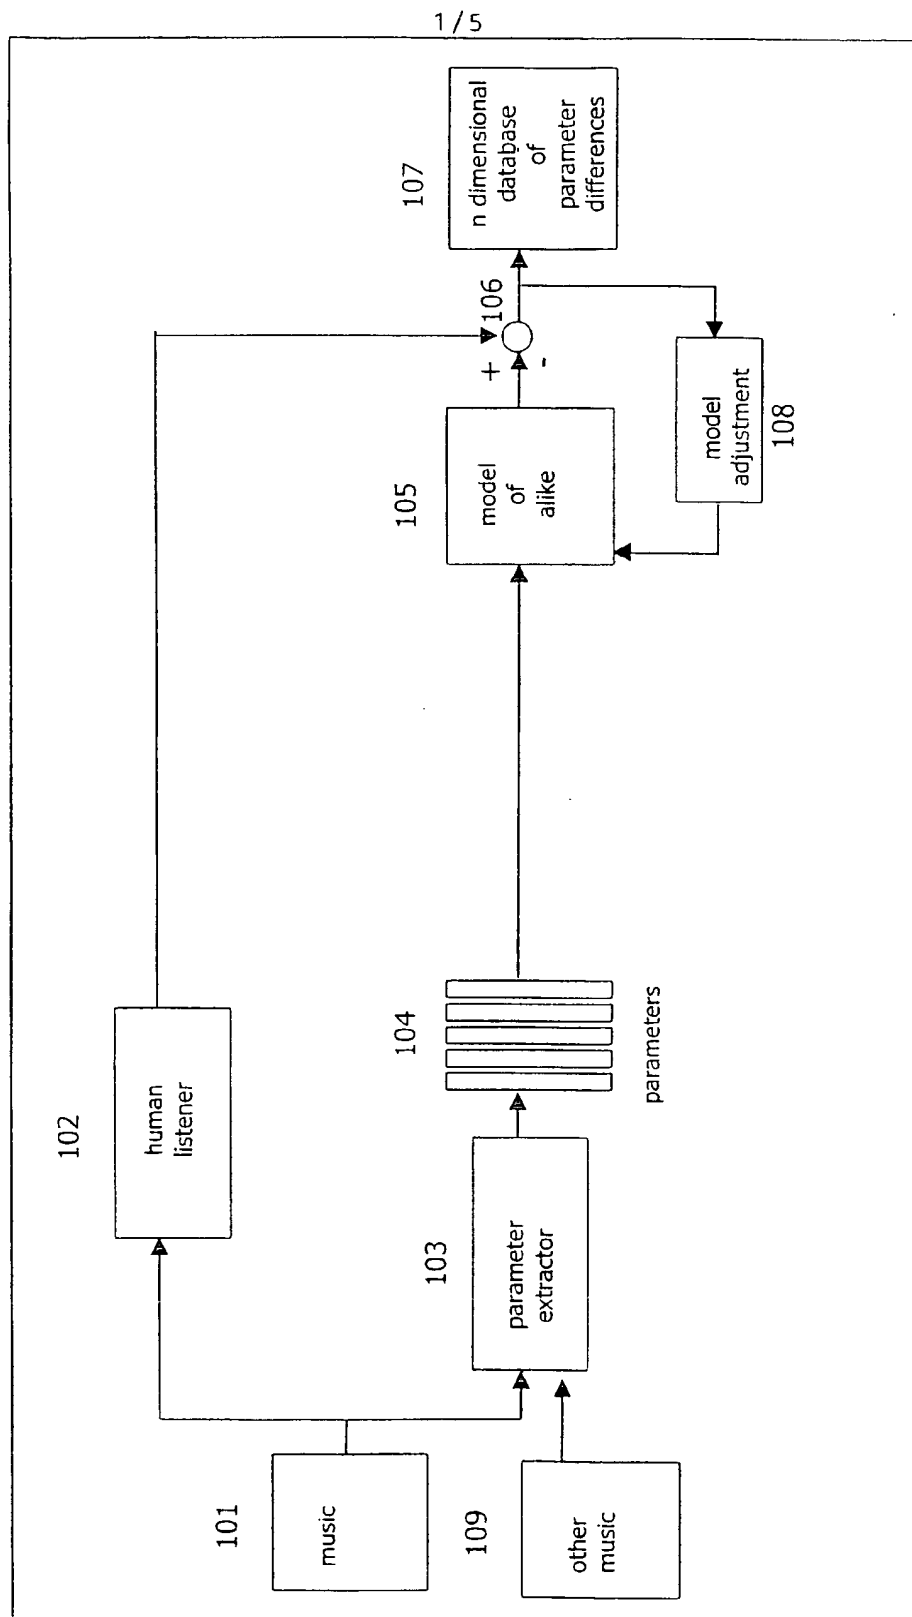 1 / 5
101
music
109
other
music
102
human
listener
103
parameter
extractor
104
parameters
105
model
of
alike
+
-
106
107
n dimensional
database
of
parameter
differences
model
adjustment
108